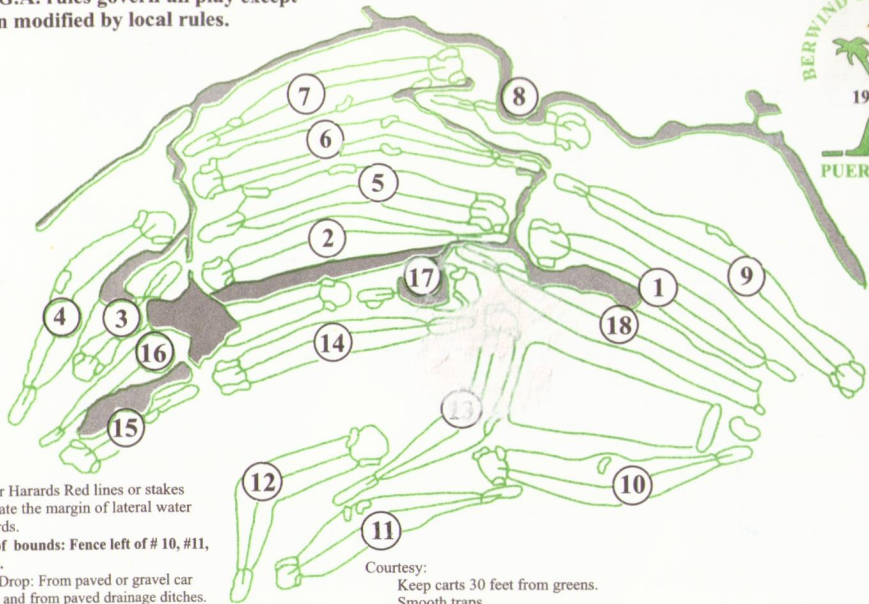 rules govern all play except
n modified by local rules.
BERWIND
19
PUER
7
8
6
5
2
9
17
1
4
3
18
16
14
13
15
12
10
11
r Harards Red lines or stakes
ate the margin of lateral water
rds.
f bounds: Fence left of # 10, #11,
Drop: From paved or gravel car
and from paved drainage ditches.
Courtesy:
Keep carts 30 feet from greens.
Smooth traps